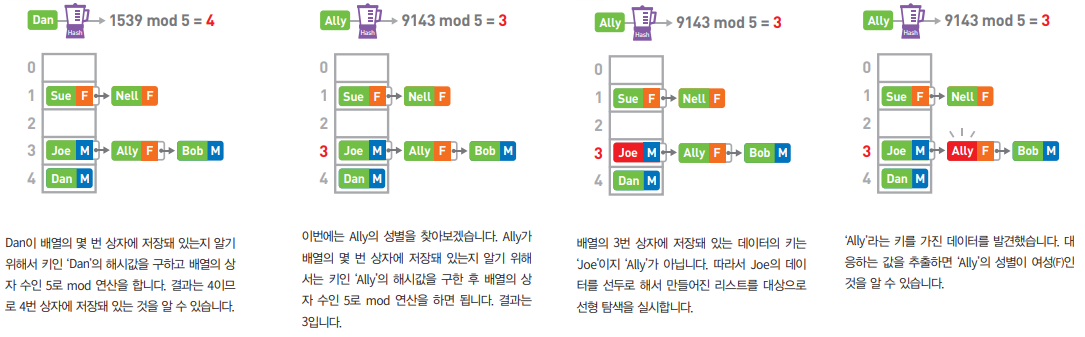 Dan Hash 1539 mod 5 = 4
0
1 Sue F Nell F
2
3 Joe M Ally F Bob M
4 Dan M
Dan이 배열의 몇 번 상자에 저장돼 있는지 알기
위해서 키인 'Dan'의 해시값을 구하고 배열의 상
자 수인 5로 mod 연산을 합니다. 결과는 4이므
로 4번 상자에 저장돼 있는 것을 알 수 있습니다.
Ally Hash 9143 mod 5 = 3
0
1 Sue F Nell F
2
3 Joe M Ally F Bob M
4 Dan M
이번에는 Ally의 성별을 찾아보겠습니다. Ally가
배열의 몇 번 상자에 저장돼 있는지 알기 위해
서는 키인 'Ally'의 해시값을 구한 후 배열의 상
자 수인 5로 mod 연산을 하면 됩니다. 결과는
3입니다.
Ally Hash 9143 mod 5 = 3
0
1 Sue F Nell F
2
3 Joe M Ally F Bob M
4 Dan M
배열의 3번 상자에 저장돼 있는 데이터의 키는
'Joe'이지 'Ally'가 아닙니다. 따라서 Joe의 데이
터를 선두로 해서 만들어진 리스트를 대상으로
선형 탐색을 실시합니다.
Ally Hash 9143 mod 5 = 3
0
1 Sue F Nell F
2
3 Joe M Ally F Bob M
4 Dan M
'Ally'라는 키를 가진 데이터를 발견했습니다. 대
응하는 값을 추출하면 'Ally'의 성별이 여성(F)인
것을 알 수 있습니다.